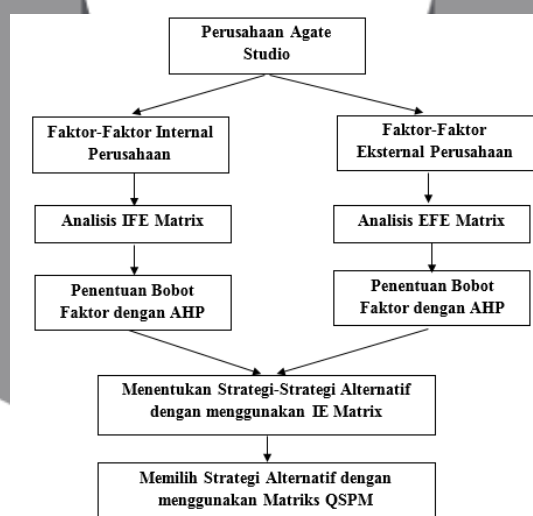 Perusahaan Agate
Studio
Faktor-Faktor Internal
Perusahaan
Faktor-Faktor
Eksternal Perusahaan
Analisis IFE Matrix
Analisis EFE Matrix
Penentuan Bobot
Faktor dengan AHP
Penentuan Bobot
Faktor dengan AHP
Menentukan Strategi-Strategi Alternatif
dengan menggunakan IE Matrix
Memilih Strategi Alternatif dengan
menggunakan Matriks QSPM